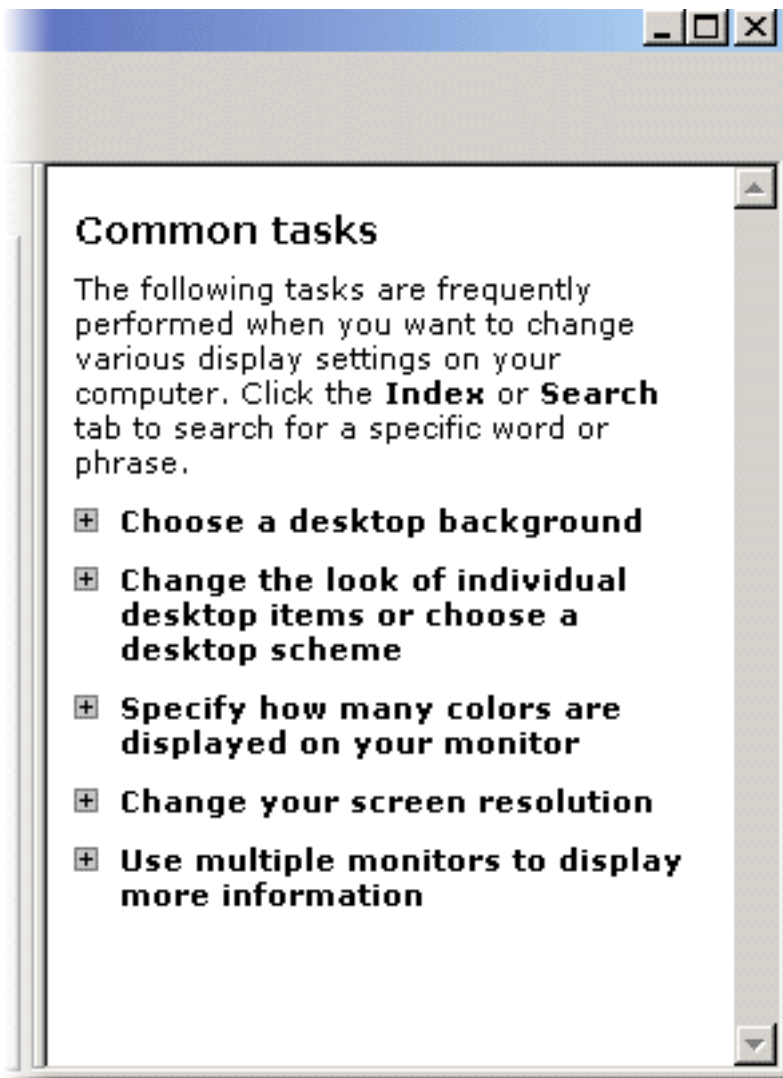 Common tasks
The following tasks are frequently
performed when you want to change
various display settings on your
computer. Click the Index or Search
tab to search for a specific word or
phrase.
Choose a desktop background
Change the look of individual
desktop items or choose a
desktop scheme
Specify how many colors are
displayed on your monitor
Change your screen resolution
Use multiple monitors to display
more information